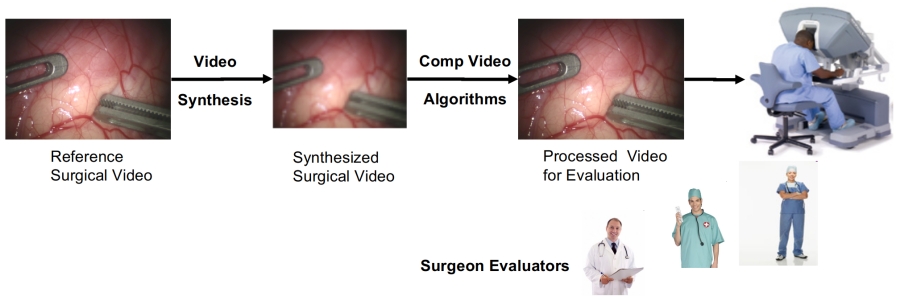 Video
Synthesis
Comp Video
Algorithms
Reference
Surgical Video
Synthesized
Surgical Video
Processed Video
for Evaluation
Surgeon Evaluators